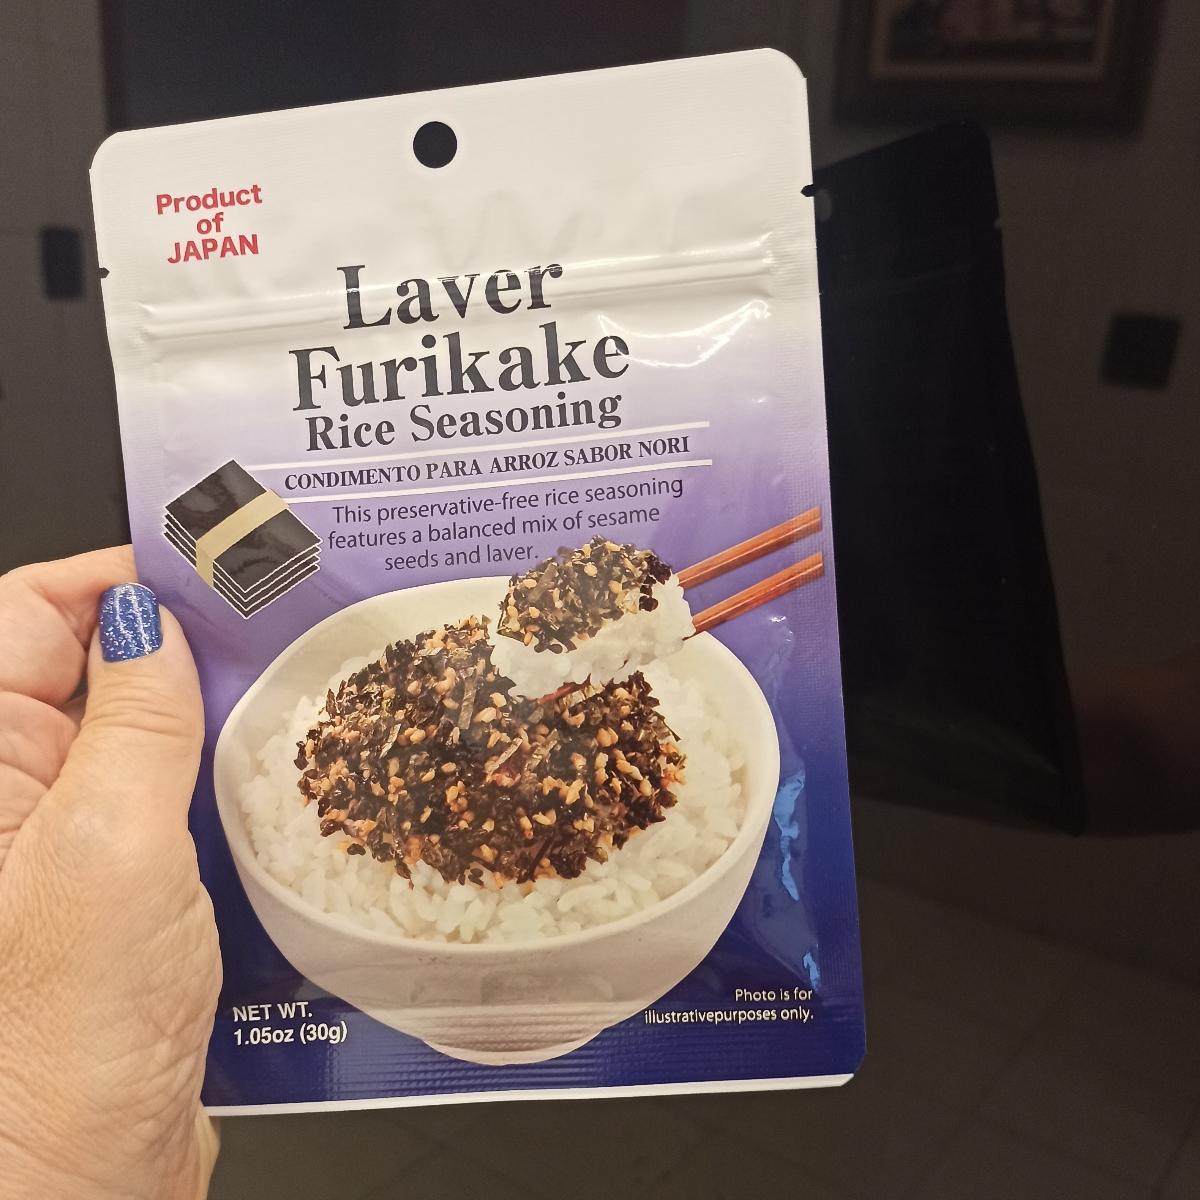 Product
of
JAPAN
Laver
Furikake
Rice Seasoning
CONDIMENTO PARA ARROZ SABOR NORI
This preservative-free rice seasoning
features a balanced mix of sesame
seeds and laver.
NET WT.
1.05oz (30g)
Photo is for
illustrativepurposes only.